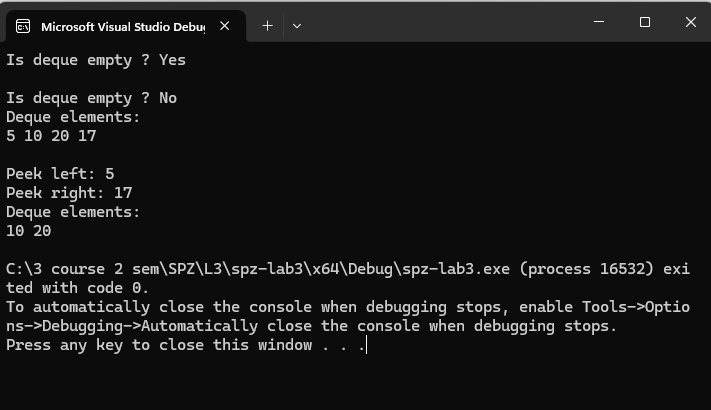 Microsoft Visual Studio Debug
Is deque empty ? Yes
Is deque empty ? No
Deque elements:
5 10 20 17
Peek left: 5
Peek right: 17
Deque elements:
10 20
C:\3 course 2 sem\SPZ\L3\spz-lab3\x64\Debug\spz-lab3.exe (process 16532) exi
ted with code 0.
To automatically close the console when debugging stops, enable Tools->Optio
ns->Debugging->Automatically close the console when debugging stops.
Press any key to close this window . . .